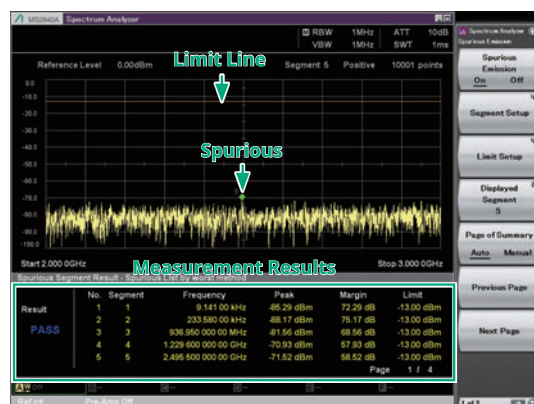 MS2840A Spectrum Analyzer
RBW 1MHz ATT 10dB
VBW 1MHz SWT 1ms
Reference Level 0.00dBm Limit Line Segment 5 Positive 10001 points
0.0
-10.0
-20.0
-30.0
-40.0
-50.0
Spurious
-60.0
-70.0
-80.0
-90.0
-100.0
Start 2.000 0GHz Stop 3.000 0GHz
Measurement Results
Spurious Segment Result - Spurious List by worst method
No. Segment Frequency Peak Margin Limit
Result 1 1 9.141 00 kHz -85.29 dBm 72.29 dB -13.00 dBm
PASS 2 2 233.580 00 kHz -88.17 dBm 75.17 dB -13.00 dBm
3 3 936.950 000 00 MHz -81.56 dBm 68.56 dB -13.00 dBm
4 4 1.229 600 000 00 GHz -70.93 dBm 57.93 dB -13.00 dBm
5 5 2.495 500 000 00 GHz -71.52 dBm 58.52 dB -13.00 dBm
Page 1 / 4
Off
Ref.Int Pre-Amp Off
Spectrum Analyzer
Spurious Emission
Spurious
Emission
On Off
Segment Setup
Limit Setup
Displayed
Segment
5
Page of Summary
Auto Manual
Previous Page
Next Page
1 of 2